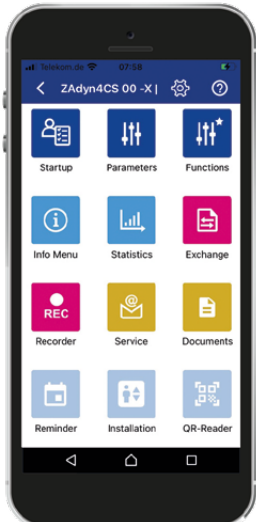 Telekom.de 07:58
ZAdyn4CS 00 -X |
Startup Parameters Functions
Info Menu Statistics Exchange
REC
Recorder Service Documents
Reminder Installation QR-Reader